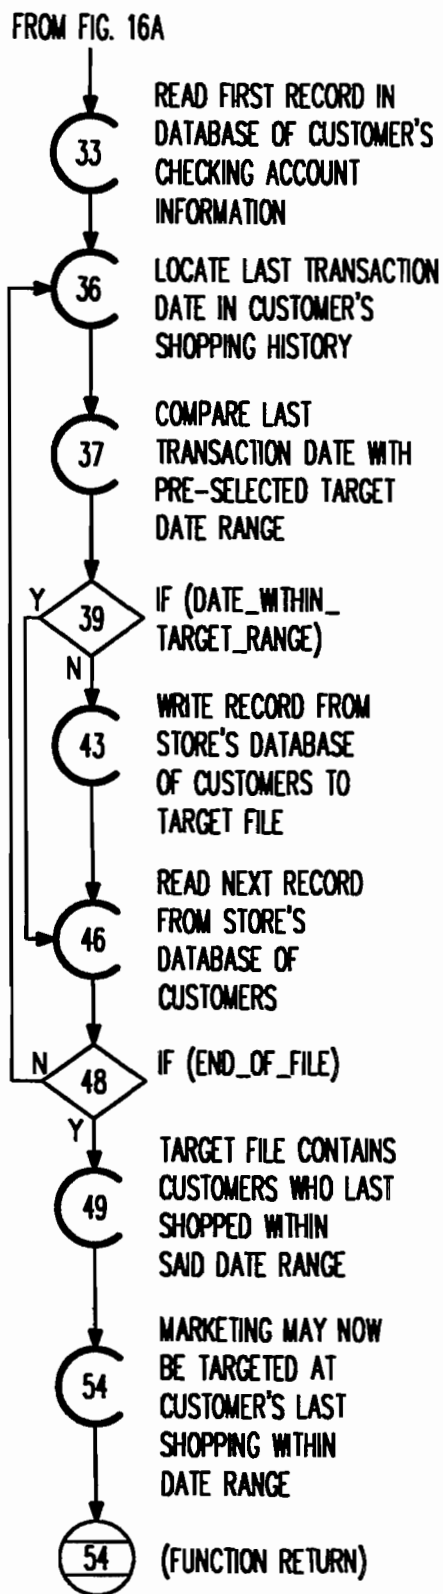 FROM FIG. 16A
33
READ FIRST RECORD IN
DATABASE OF CUSTOMER'S
CHECKING ACCOUNT
INFORMATION
36
LOCATE LAST TRANSACTION
DATE IN CUSTOMER'S
SHOPPING HISTORY
37
COMPARE LAST
TRANSACTION DATE WITH
PRE-SELECTED TARGET
DATE RANGE
Y
39
IF (DATE_WITHIN_
TARGET_RANGE)
N
43
WRITE RECORD FROM
STORE'S DATABASE
OF CUSTOMERS TO
TARGET FILE
46
READ NEXT RECORD
FROM STORE'S
DATABASE OF
CUSTOMERS
N
48
IF (END_OF_FILE)
Y
49
TARGET FILE CONTAINS
CUSTOMERS WHO LAST
SHOPPED WITHIN
SAID DATE RANGE
54
MARKETING MAY NOW
BE TARGETED AT
CUSTOMER'S LAST
SHOPPING WITHIN
DATE RANGE
54
(FUNCTION RETURN)